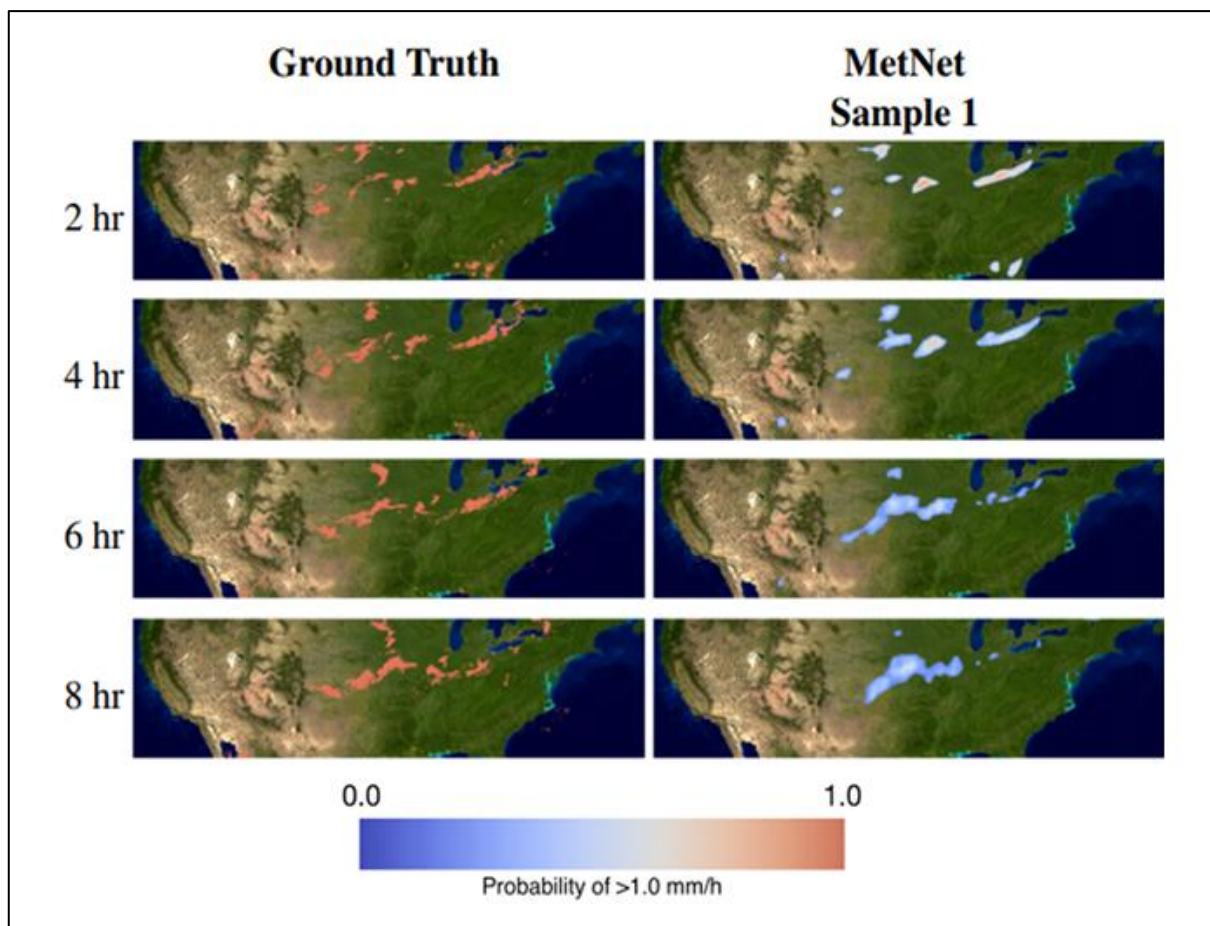 Ground Truth
MetNet
Sample 1
2 hr
4 hr
6 hr
8 hr
0.0
1.0
Probability of >1.0 mm/h